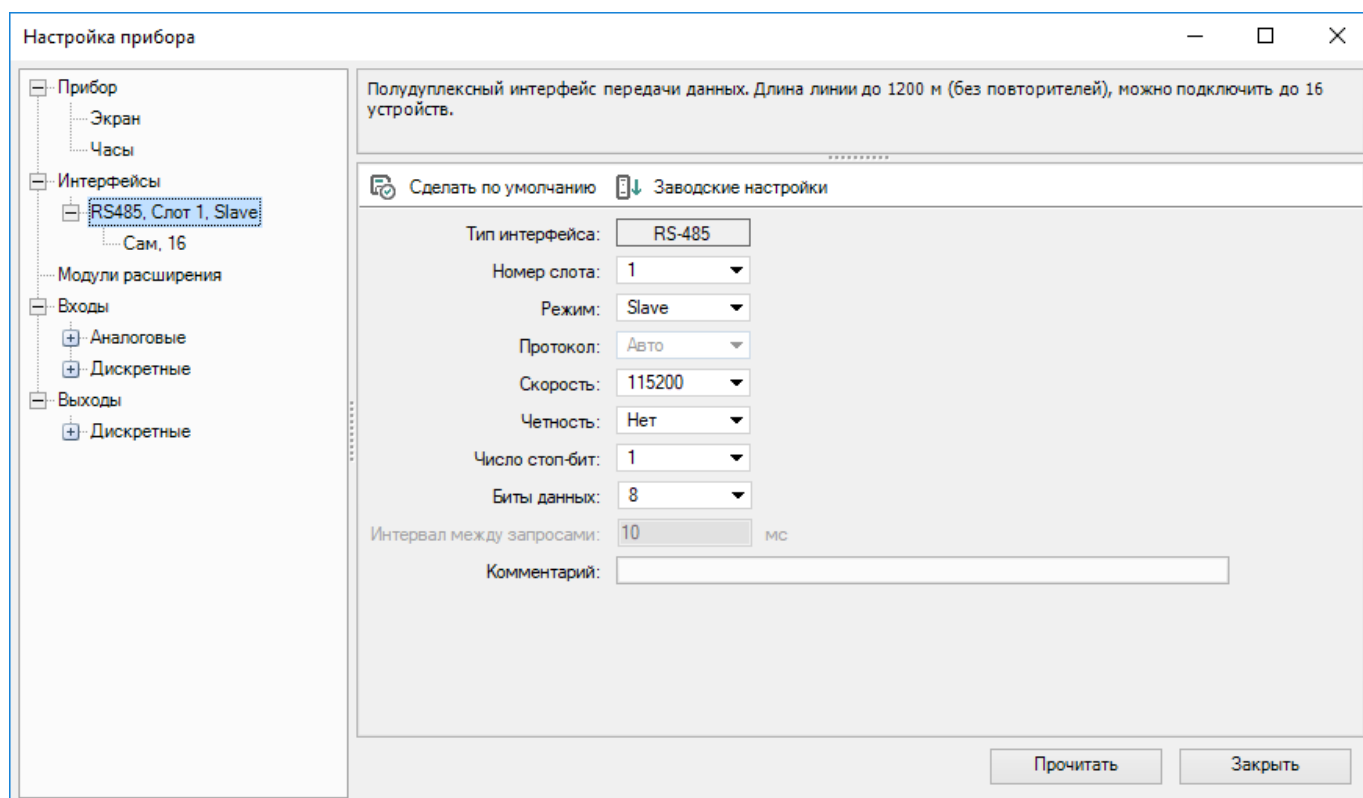 Настройка прибора
Прибор
Экран
Часы
Интерфейсы
RS485, Слот 1, Slave
Сам, 16
Модули расширения
Входы
Аналоговые
Дискретные
Выходы
Дискретные
Полудуплексный интерфейс передачи данных. Длина линии до 1200 м (без повторителей), можно подключить до 16
устройств.
Сделать по умолчанию Заводские настройки
Тип интерфейса: RS-485
Номер слота: 1
Режим: Slave
Протокол: Авто
Скорость: 115200
Четность: Нет
Число стоп-бит: 1
Биты данных: 8
Интервал между запросами: 10 мс
Комментарий:
Прочитать Закрыть